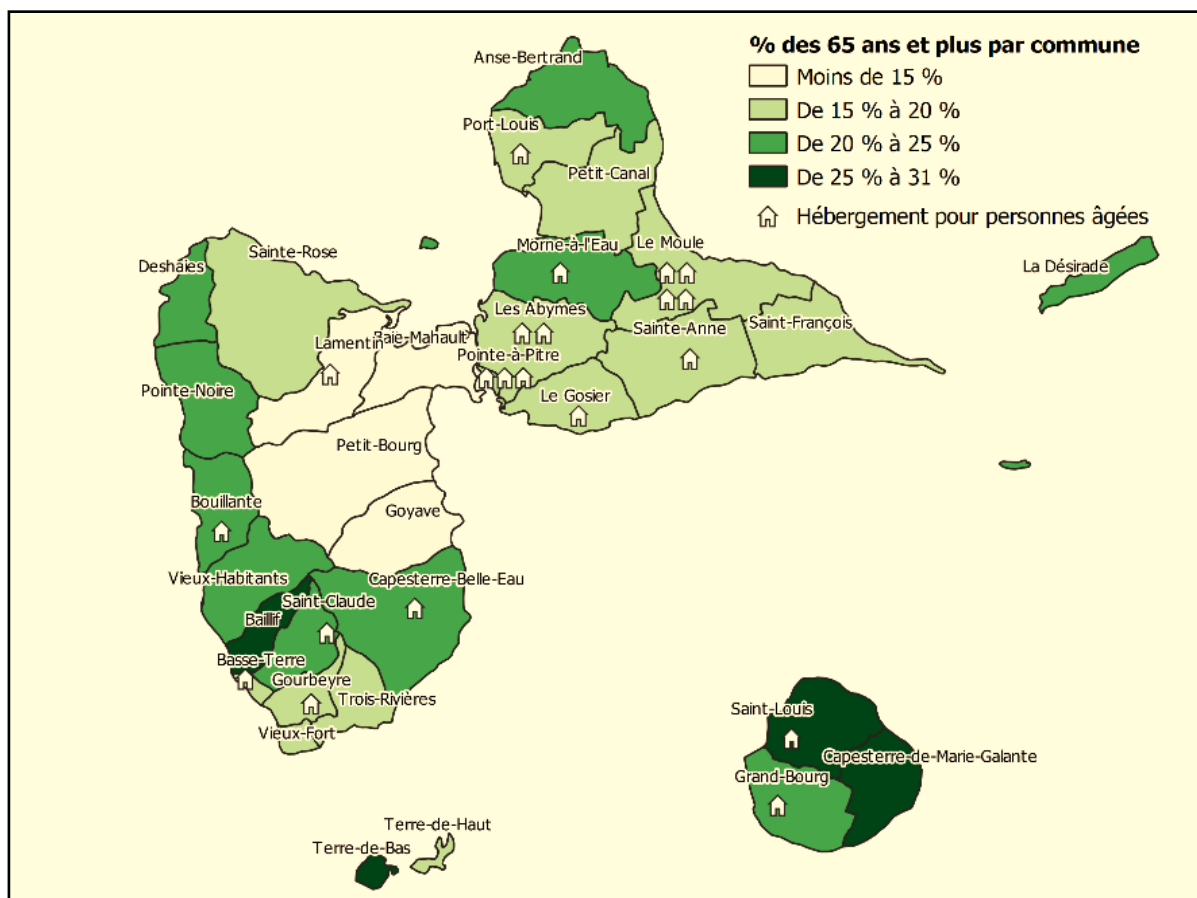 % des 65 ans et plus par commune
Moins de 15 %
De 15 % à 20 %
De 20 % à 25 %
De 25 % à 31 %
Hébergement pour personnes âgées
Anse-Bertrand
Port-Louis
Petit-Canal
Morne-à-l'Eau
Le Moule
Sainte-Rose
Deshaies
La Désirade
Les Abymes
Saint-François
Sainte-Anne
Lamentin
Baie-Mahault
Pointe-à-Pitre
Pointe-Noire
Le Gosier
Petit-Bourg
Bouillante
Goyave
Vieux-Habitants
Capesterre-Belle-Eau
Saint-Claude
Baillif
Basse-Terre
Gourbeyre
Trois-Rivières
Vieux-Fort
Saint-Louis
Capesterre-de-Marie-Galante
Grand-Bourg
Terre-de-Haut
Terre-de-Bas